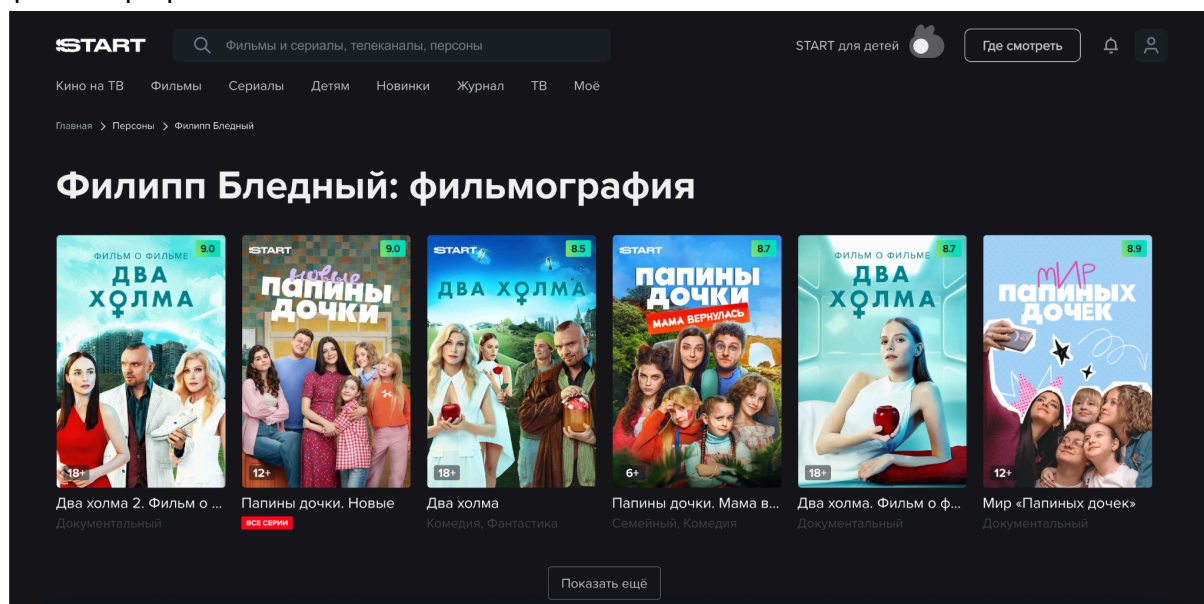 START
Фильмы и сериалы, телеканалы, персоны
START для детей
Где смотреть
Кино на ТВ Фильмы Сериалы Детям Новинки Журнал ТВ Моё
Главная > Персоны > Филипп Бледный
Филипп Бледный: фильмография
9.0
ФИЛЬМ О ФИЛЬМЕ
ДВА
ХОЛМА
18+
Два холма 2. Фильм о ...
Документальный
START
9.0
новые
ПАПИНЫ
ДОЧКИ
12+
Папины дочки. Новые
ВСЕ СЕРИИ
START
8.5
ДВА ХОЛМА
18+
Два холма
Комедия, Фантастика
START
8.7
ПАПИНЫ
ДОЧКИ
МАМА ВЕРНУЛАСЬ
6+
Папины дочки. Мама в...
Семейный, Комедия
8.7
ФИЛЬМ О ФИЛЬМЕ
ДВА
ХОЛМА
18+
Два холма. Фильм о ф...
Документальный
8.9
МИР
ПАПИНЫХ
ДОЧЕК
12+
Мир «Папиных дочек»
Документальный
Показать ещё